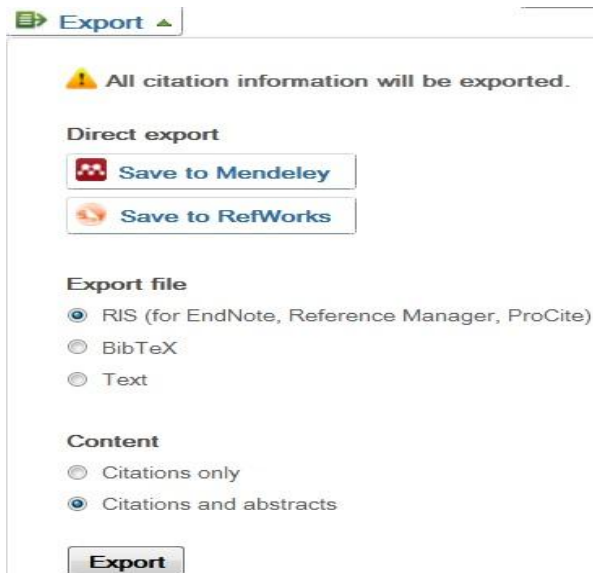 Export
All citation information will be exported.
Direct export
Save to Mendeley
Save to RefWorks
Export file
RIS (for EndNote, Reference Manager, ProCite)
BibTeX
Text
Content
Citations only
Citations and abstracts
Export